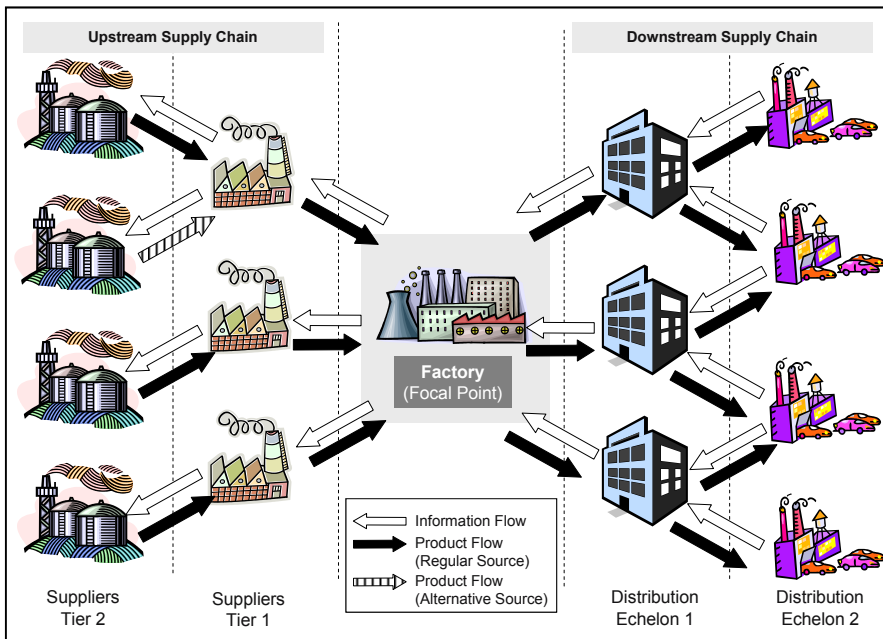 Upstream Supply Chain
Downstream Supply Chain
Factory
(Focal Point)
Information Flow
Product Flow
(Regular Source)
Product Flow
(Alternative Source)
Suppliers
Tier 2
Suppliers
Tier 1
Distribution
Echelon 1
Distribution
Echelon 2